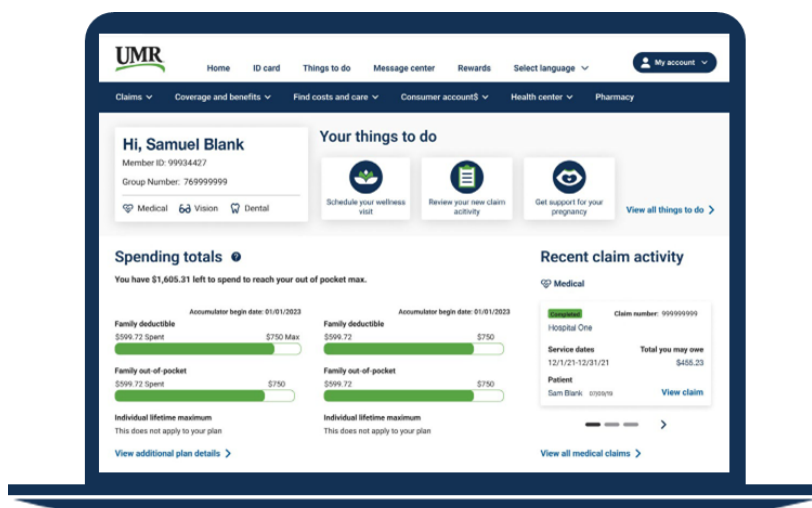 UMR
Home ID card Things to do Message center Rewards Select language
My account
Claims Coverage and benefits Find costs and care Consumer account$ Health center Pharmacy
Hi, Samuel Blank
Member ID: 99934427
Group Number: 769999999
Medical Vision Dental
Your things to do
Schedule your wellness
visit
Review your new claim
acitivity
Get support for your
pregnancy
View all things to do
Spending totals ?
You have $1,605.31 left to spend to reach your out of pocket max.
Accumulator begin date: 01/01/2023
Family deductible
$599.72 Spent $750 Max
Family out-of-pocket
$599.72 Spent $750
Individual lifetime maximum
This does not apply to your plan
View additional plan details
Accumulator begin date: 01/01/2023
Family deductible
$599.72 $750
Family out-of-pocket
$599.72 $750
Individual lifetime maximum
This does not apply to your plan
Recent claim activity
Medical
Completed Claim number: 999999999
Hospital One
Service dates Total you may owe
12/1/21-12/31/21 $455.23
Patient
Sam Blank 07/09/19 View claim
View all medical claims